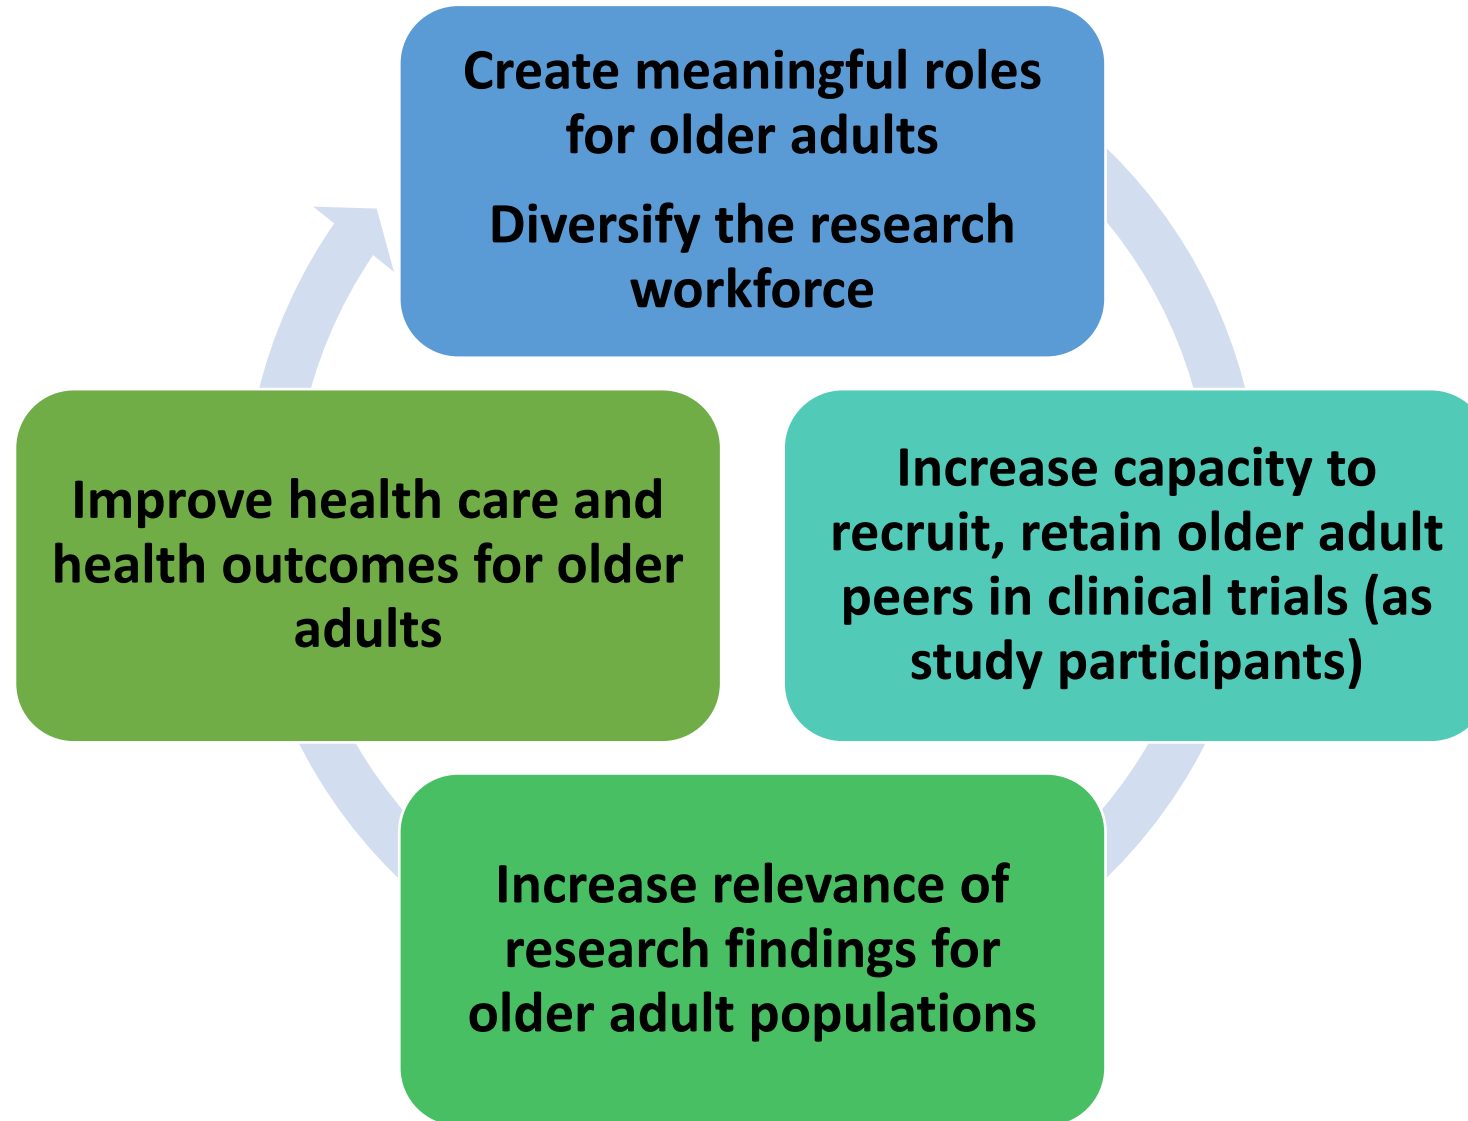 Create meaningful roles
for older adults
Diversify the research
workforce
Increase capacity to
recruit, retain older adult
peers in clinical trials (as
study participants)
Increase relevance of
research findings for
older adult populations
Improve health care and
health outcomes for older
adults